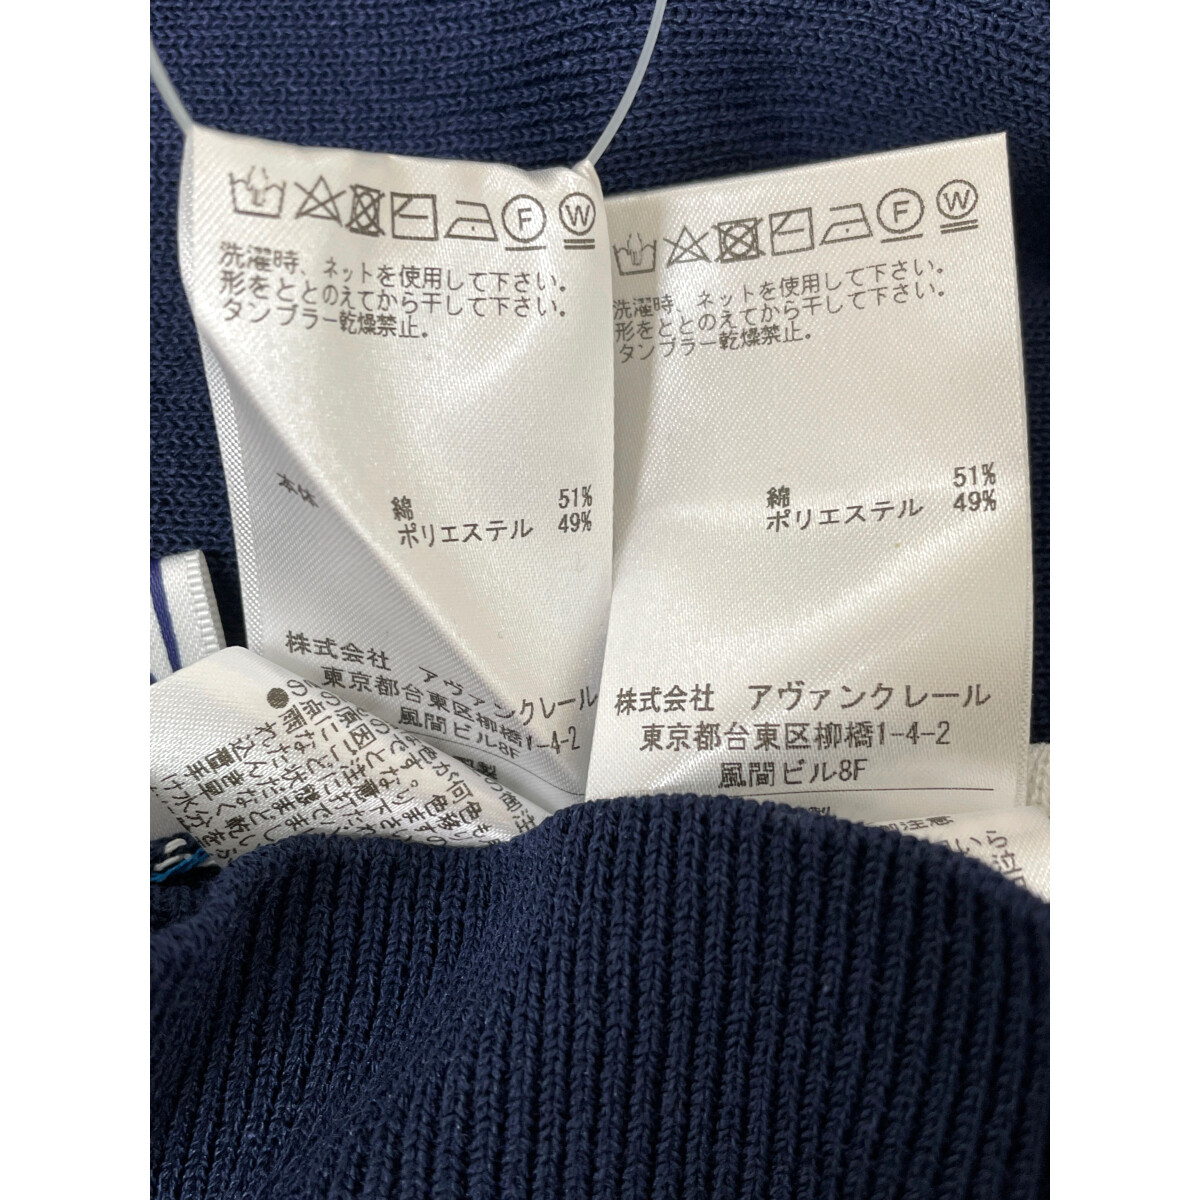 F
W
洗濯時、ネットを使用して下さい。
形をととのえてから干して下さい。
タンブラー乾燥禁止。
本体
綿 51%
ポリエステル 49%
株式会社 アヴァンクレール
東京都台東区柳橋1-4-2
風間ビル8F
F
W
洗濯時、ネットを使用して下さい。
形をととのえてから干して下さい。
タンブラー乾燥禁止。
綿 51%
ポリエステル 49%
株式会社 アヴァンクレール
東京都台東区柳橋1-4-2
風間ビル8F